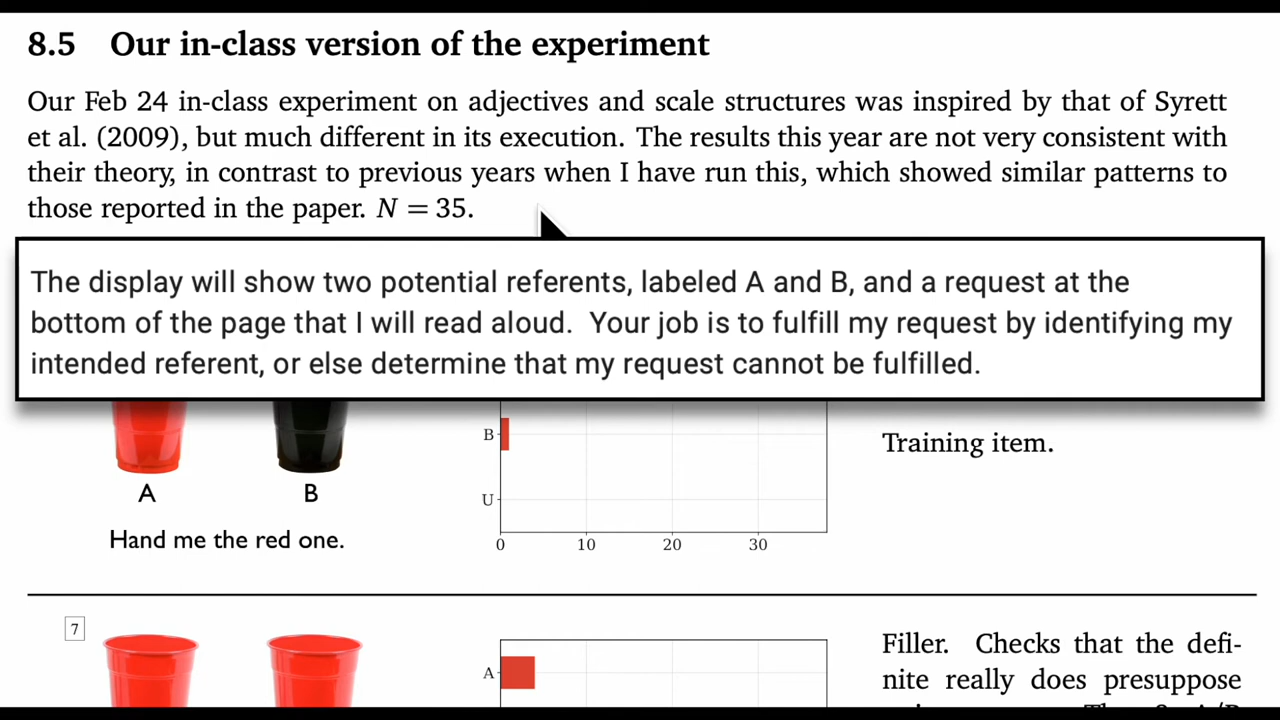 8.5 Our in-class version of the experiment
Our Feb 24 in-class experiment on adjectives and scale structures was inspired by that of Syrett
et al. (2009), but much different in its execution. The results this year are not very consistent with
their theory, in contrast to previous years when I have run this, which showed similar patterns to
those reported in the paper. N = 35.
The display will show two potential referents, labeled A and B, and a request at the
bottom of the page that I will read aloud. Your job is to fulfill my request by identifying my
intended referent, or else determine that my request cannot be fulfilled.
B
Training item.
A B
U
Hand me the red one.
0 10 20 30
7
Filler. Checks that the defi-
A
nite really does presuppose